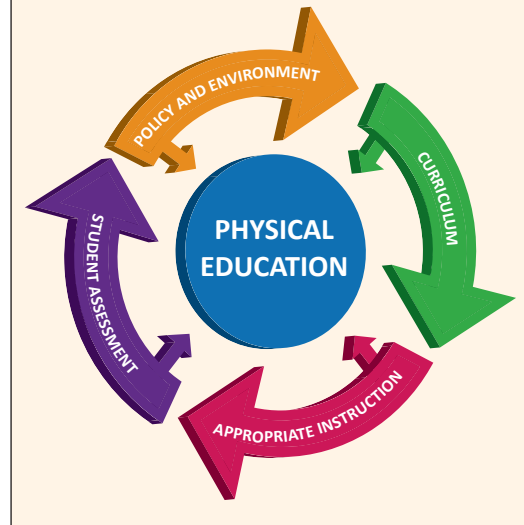 POLICY AND ENVIRONMENT
CURRICULUM
PHYSICAL
EDUCATION
STUDENT ASSESSMENT
APPROPRIATE INSTRUCTION